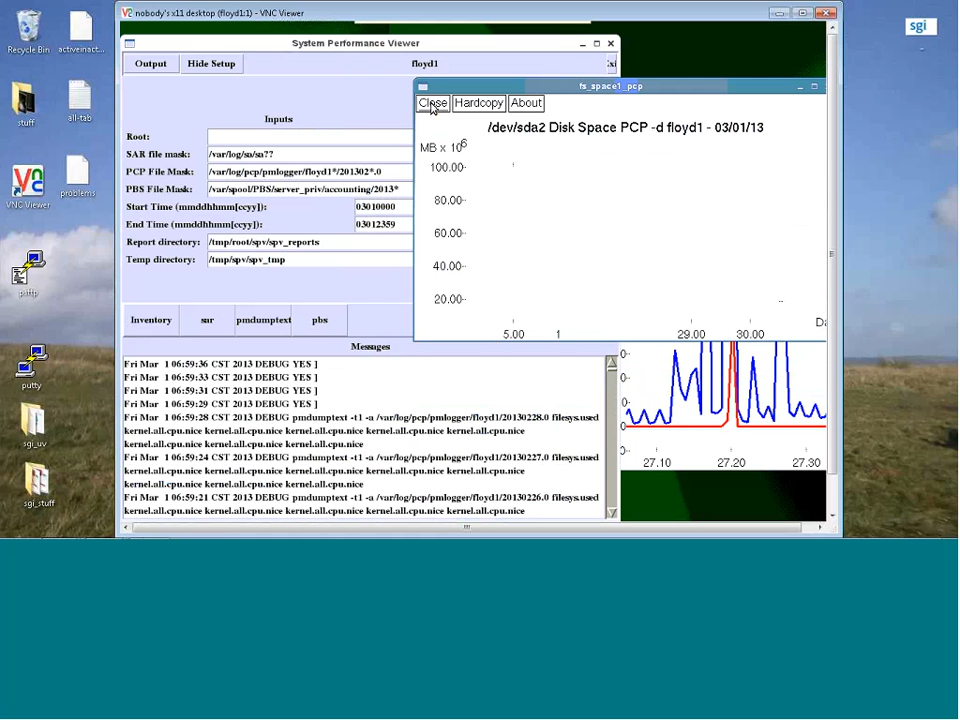 nobody's x11 desktop (floyd1:1) - VNC Viewer
Recycle Bin
activeinact...
stuff
all-tab
VNC Viewer
problems
psftp
putty
sgi_uv
sgi_stuff
sgi
System Performance Viewer
Output
Hide Setup
floyd1
Inputs
Root:
SAR file mask: /var/log/sa/sa??
PCP File Mask: /var/log/pcp/pmlogger/floyd1*/201302*.0
PBS File Mask: /var/spool/PBS/server_priv/accounting/2013*
Start Time (mmddhhmm[ccyy]): 03010000
End Time (mmddhhmm[ccyy]): 03012359
Report directory: /tmp/root/spv/spv_reports
Temp directory: /tmp/spv/spv_tmp
Inventory
sar
pmdumptext
pbs
Messages
Fri Mar 1 06:59:36 CST 2013 DEBUG YES ]
Fri Mar 1 06:59:33 CST 2013 DEBUG YES ]
Fri Mar 1 06:59:31 CST 2013 DEBUG YES ]
Fri Mar 1 06:59:29 CST 2013 DEBUG YES ]
Fri Mar 1 06:59:28 CST 2013 DEBUG pmdumptext -t1 -a /var/log/pcp/pmlogger/floyd1/20130228.0 filesys.used
kernel.all.cpu.nice kernel.all.cpu.nice kernel.all.cpu.nice kernel.all.cpu.nice
kernel.all.cpu.nice kernel.all.cpu.nice kernel.all.cpu.nice
Fri Mar 1 06:59:24 CST 2013 DEBUG pmdumptext -t1 -a /var/log/pcp/pmlogger/floyd1/20130227.0 filesys.used
kernel.all.cpu.nice kernel.all.cpu.nice kernel.all.cpu.nice kernel.all.cpu.nice
kernel.all.cpu.nice kernel.all.cpu.nice kernel.all.cpu.nice
Fri Mar 1 06:59:21 CST 2013 DEBUG pmdumptext -t1 -a /var/log/pcp/pmlogger/floyd1/20130226.0 filesys.used
kernel.all.cpu.nice kernel.all.cpu.nice kernel.all.cpu.nice kernel.all.cpu.nice
fs_space1_pcp
Close
Hardcopy
About
/dev/sda2 Disk Space PCP -d floyd1 - 03/01/13
MB x 10⁶
100.00
80.00
60.00
40.00
20.00
5.00 1 29.00 30.00 Da
27.10 27.20 27.30